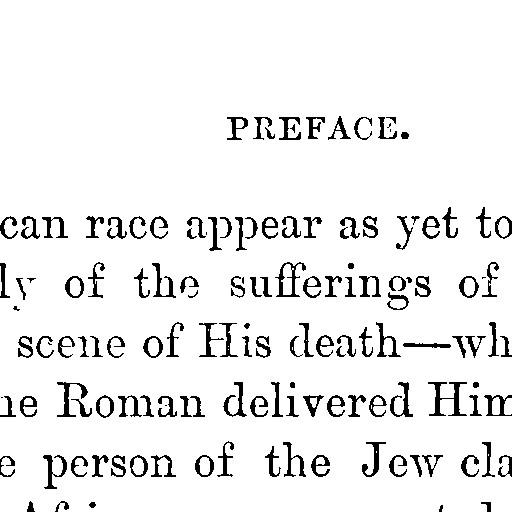 PREFACE.
can race appear as yet to
ly of the sufferings of
scene of His death—wh
ne Roman delivered Him
e person of the Jew cla